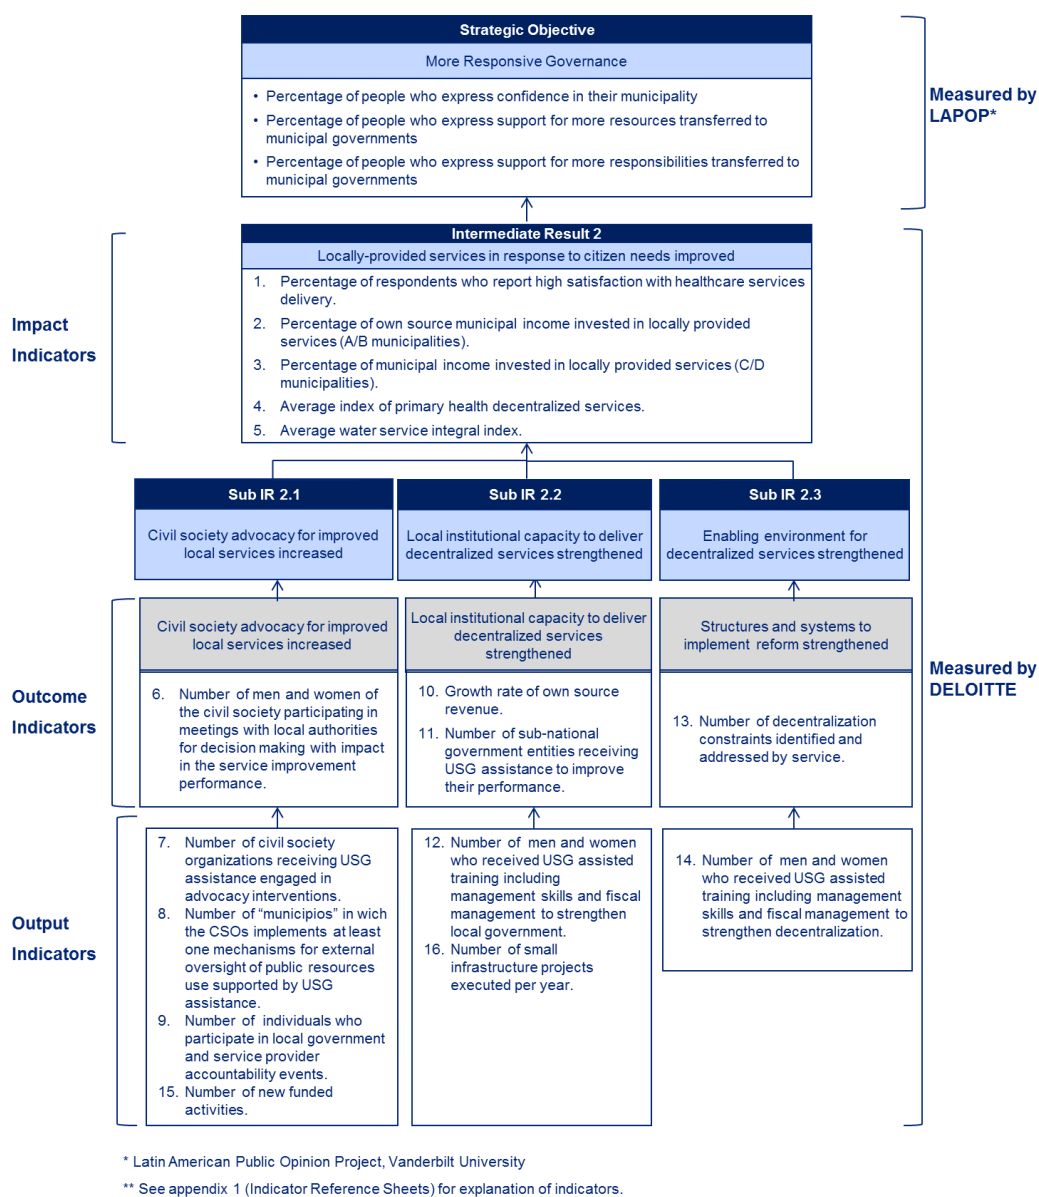 Strategic Objective
More Responsive Governance
• Percentage of people who express confidence in their municipality
• Percentage of people who express support for more resources transferred to
municipal governments
• Percentage of people who express support for more responsibilities transferred to
municipal governments
Measured by
LAPOP*
Intermediate Result 2
Locally-provided services in response to citizen needs improved
1. Percentage of respondents who report high satisfaction with healthcare services
delivery.
2. Percentage of own source municipal income invested in locally provided
services (A/B municipalities).
3. Percentage of municipal income invested in locally provided services (C/D
municipalities).
4. Average index of primary health decentralized services.
5. Average water service integral index.
Impact
Indicators
Sub IR 2.1
Civil society advocacy for improved
local services increased
Sub IR 2.2
Local institutional capacity to deliver
decentralized services strengthened
Sub IR 2.3
Enabling environment for
decentralized services strengthened
Civil society advocacy for improved
local services increased
Local institutional capacity to deliver
decentralized services
strengthened
Structures and systems to
implement reform strengthened
Measured by
DELOITTE
Outcome
Indicators
6. Number of men and women of
the civil society participating in
meetings with local authorities
for decision making with impact
in the service improvement
performance.
10. Growth rate of own source
revenue.
11. Number of sub-national
government entities receiving
USG assistance to improve
their performance.
13. Number of decentralization
constraints identified and
addressed by service.
Output
Indicators
7. Number of civil society
organizations receiving USG
assistance engaged in
advocacy interventions.
8. Number of “municipios” in wich
the CSOs implements at least
one mechanisms for external
oversight of public resources
use supported by USG
assistance.
9. Number of individuals who
participate in local government
and service provider
accountability events.
15. Number of new funded
activities.
12. Number of men and women
who received USG assisted
training including
management skills and fiscal
management to strengthen
local government.
16. Number of small
infrastructure projects
executed per year.
14. Number of men and women
who received USG assisted
training including management
skills and fiscal management to
strengthen decentralization.
* Latin American Public Opinion Project, Vanderbilt University
** See appendix 1 (Indicator Reference Sheets) for explanation of indicators.